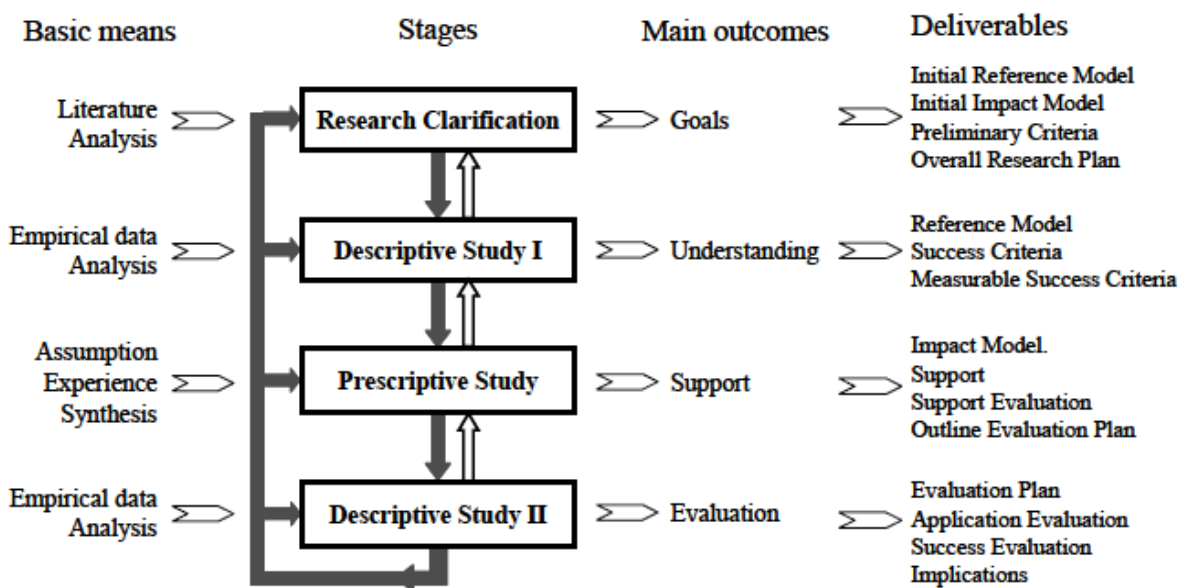 Basic means
Stages
Main outcomes
Deliverables
Literature
Analysis
Research Clarification
Goals
Initial Reference Model
Initial Impact Model
Preliminary Criteria
Overall Research Plan
Empirical data
Analysis
Descriptive Study I
Understanding
Reference Model
Success Criteria
Measurable Success Criteria
Assumption
Experience
Synthesis
Prescriptive Study
Support
Impact Model.
Support
Support Evaluation
Outline Evaluation Plan
Empirical data
Analysis
Descriptive Study II
Evaluation
Evaluation Plan
Application Evaluation
Success Evaluation
Implications